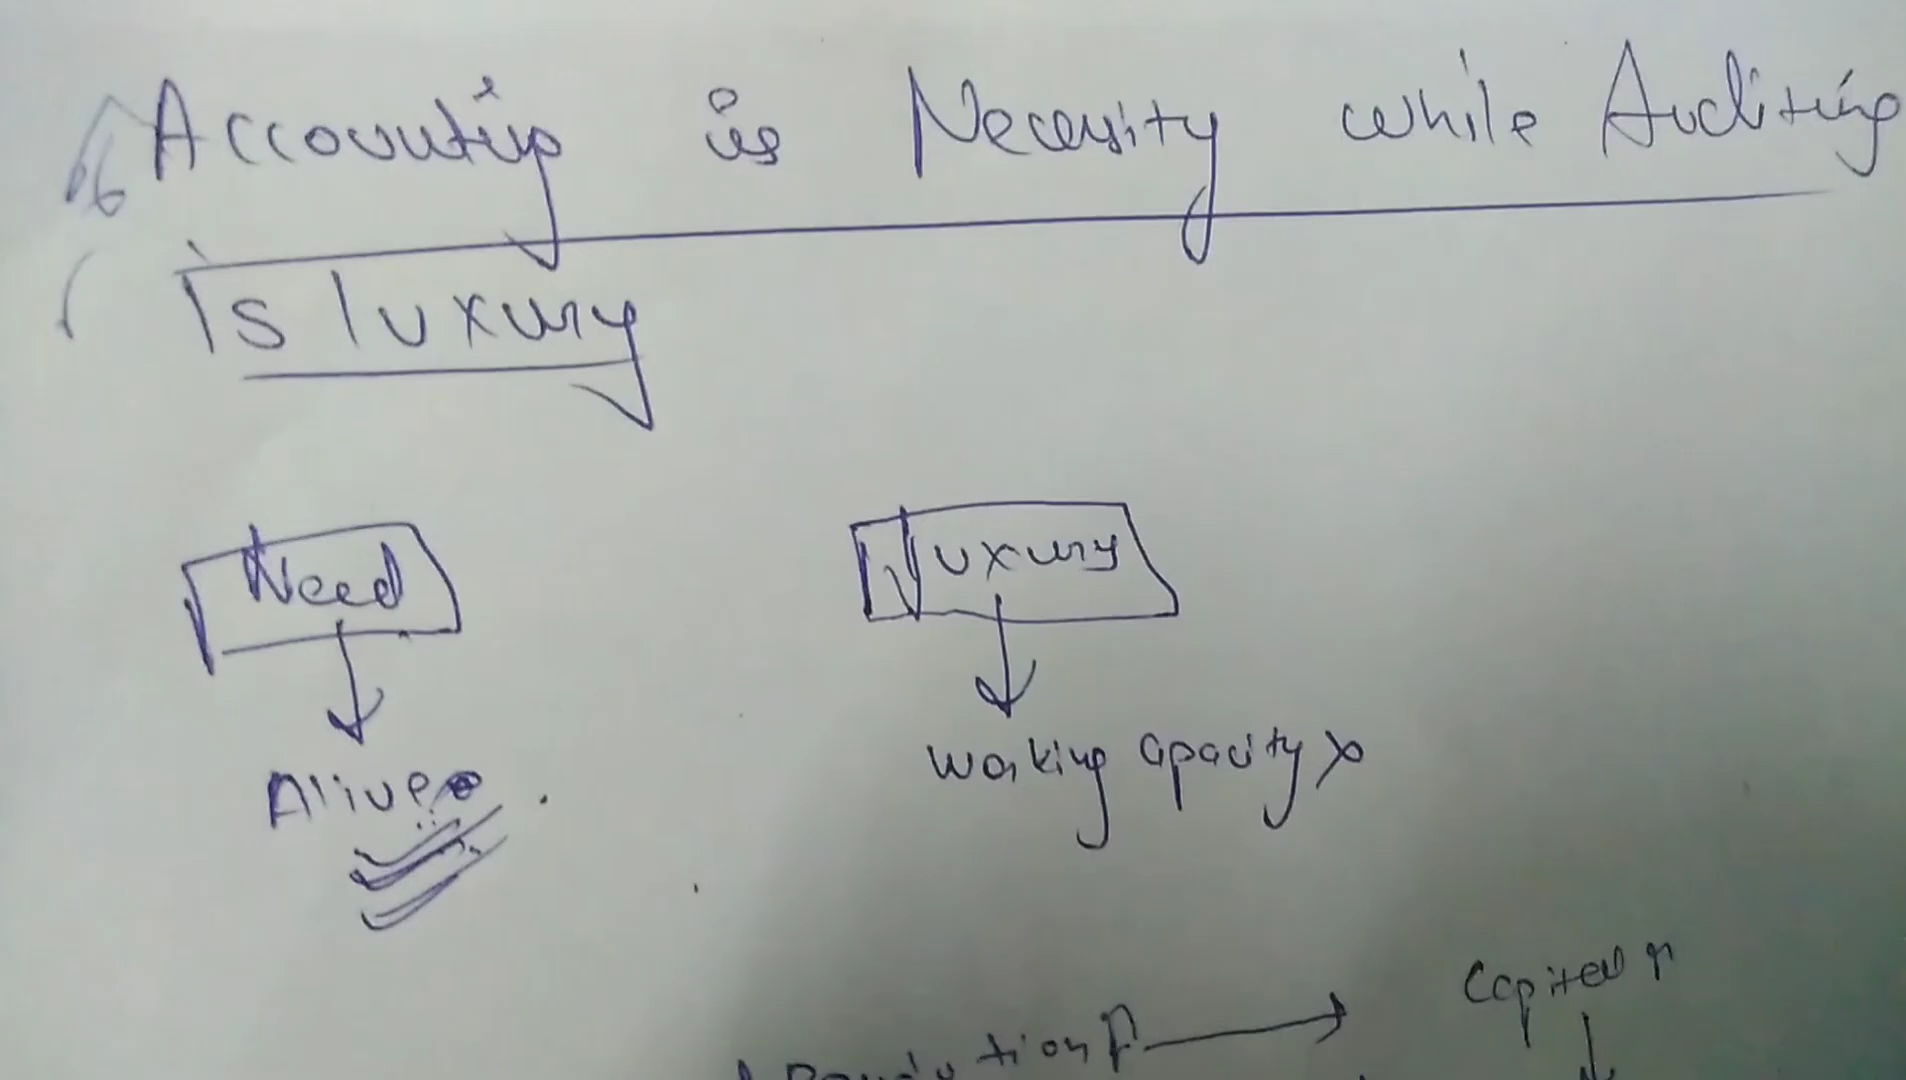 Accounting is Necessity while Auditing
Is luxury
Need
Luxury
Alive
Working Capacity
Capital ↑
Production ↑